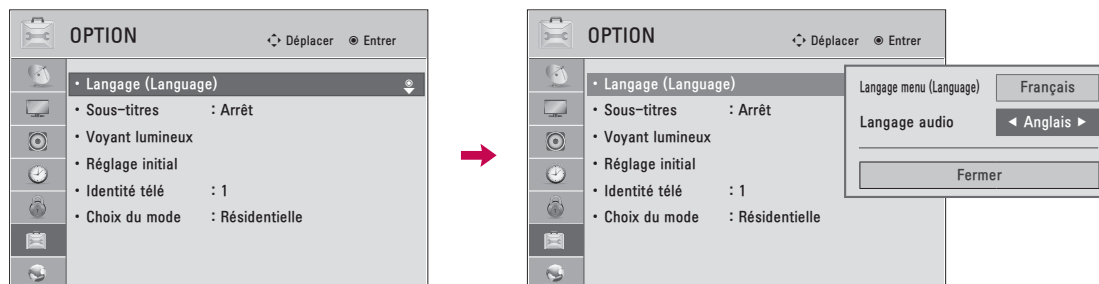 OPTION
Déplacer
Entrer
• Langage (Language)
• Sous-titres : Arrêt
• Voyant lumineux
• Réglage initial
• Identité télé : 1
• Choix du mode : Résidentielle
OPTION
Déplacer
Entrer
• Langage (Language)
• Sous-titres : Arrêt
• Voyant lumineux
• Réglage initial
• Identité télé : 1
• Choix du mode : Résidentielle
Langage menu (Language) Français
Langage audio ◄ Anglais ►
Fermer